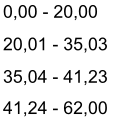 0,00 - 20,00
20,01 - 35,03
35,04 - 41,23
41,24 - 62,00